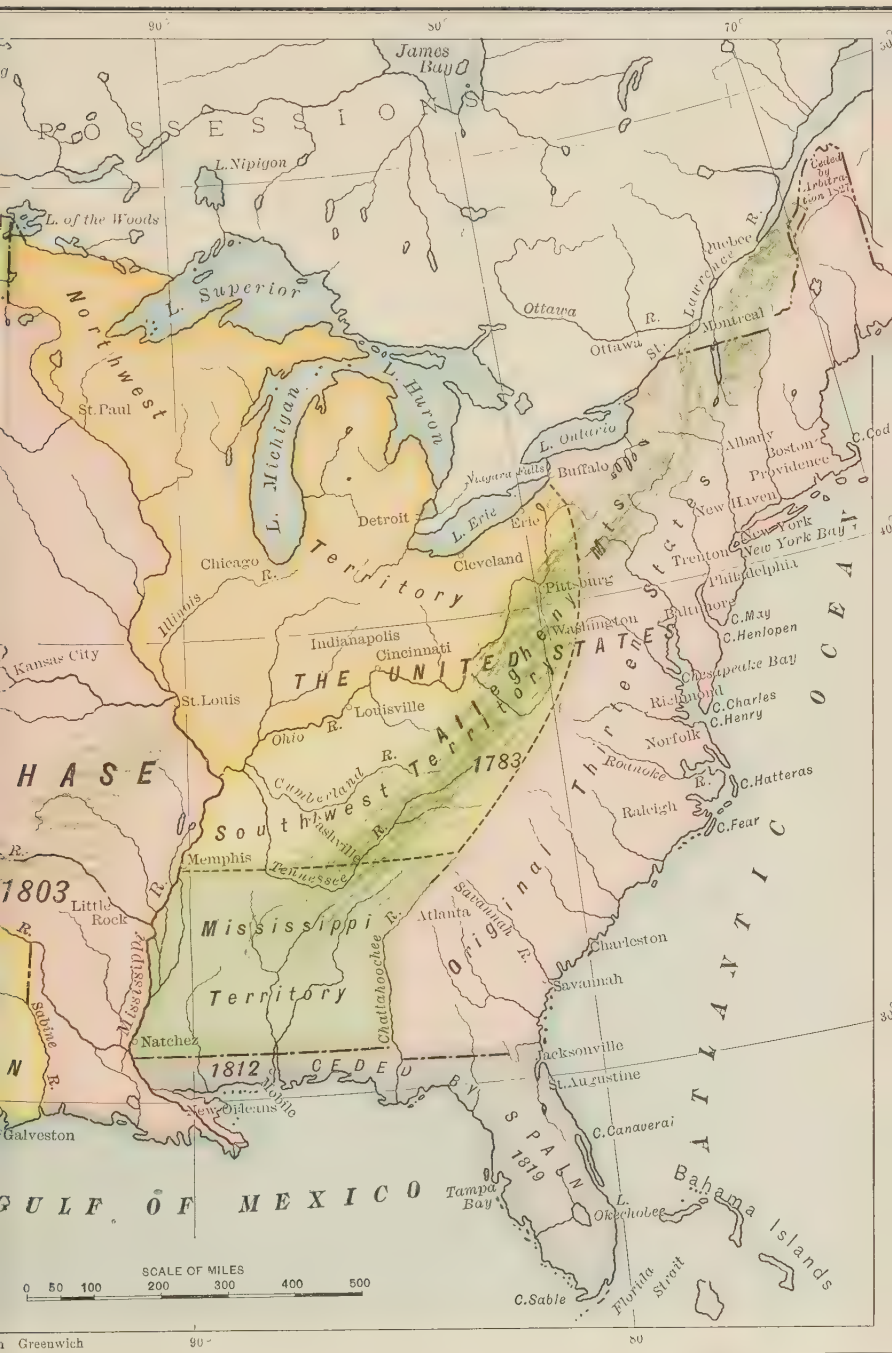 90°
80°
70°
James
Bay
POSSESSIONS
L. Nipigon
L. of the Woods
Ceded
by
Arbitra-
tion
L. Superior
Northwest
Quebec
St. Lawrence R.
Ottawa
R.
Ottawa
Montreal
St. Paul
L. Michigan
L. Huron
L. Ontario
Niagara Falls
Buffalo
Albany
Boston
C. Cod
Providence
New Haven
Detroit
L. Erie
Erie
New York
New York Bay
Chicago
Territory
Cleveland
Trenton
Philadelphia
Illinois
R.
Pittsburg
Allegheny Mts.
Washington
Baltimore
C. May
C. Henlopen
Indianapolis
Cincinnati
THE UNITED STATES
Kansas City
Chesapeake Bay
St. Louis
Louisville
Ohio
R.
Richmond
C. Charles
C. Henry
Norfolk
HASE
Cumberland
R.
1783
Roanoke
R.
C. Hatteras
Southwest Territory
Nashville
Raleigh
C. Fear
Memphis
Tennessee
R.
Original Thirteen States
R.
1803
Little
Rock
Mississippi
Territory
Atlanta
Savannah
R.
Charleston
Savannah
R.
Mississippi
R.
Chattahoochee
R.
Sabine
R.
Natchez
N
1812
CEDED
BY
SPAIN
1819
Jacksonville
St. Augustine
New Orleans
Mobile
Galveston
C. Canaveral
ATLANTIC OCEAN
GULF OF MEXICO
Tampa
Bay
L.
Okechobee
Bahama Islands
SCALE OF MILES
0 50 100 200 300 400 500
C. Sable
Florida
Strait
Greenwich
90°
80